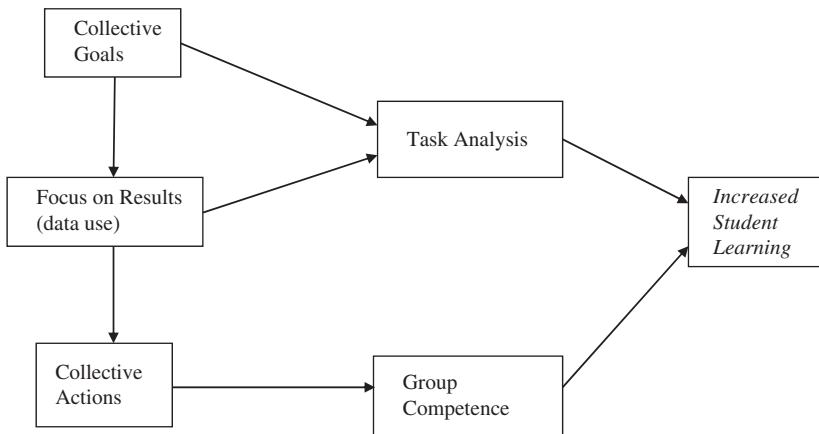 Collective
Goals
Task Analysis
Focus on Results
(data use)
Increased
Student
Learning
Collective
Actions
Group
Competence